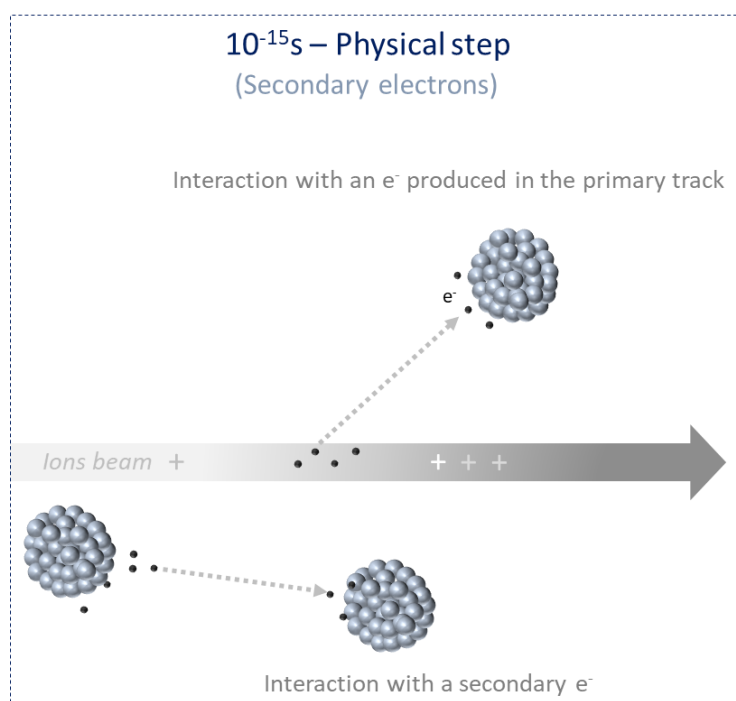 10⁻¹⁵s – Physical step
(Secondary electrons)
Interaction with an e⁻ produced in the primary track
e⁻
Ions beam + + + +
Interaction with a secondary e⁻